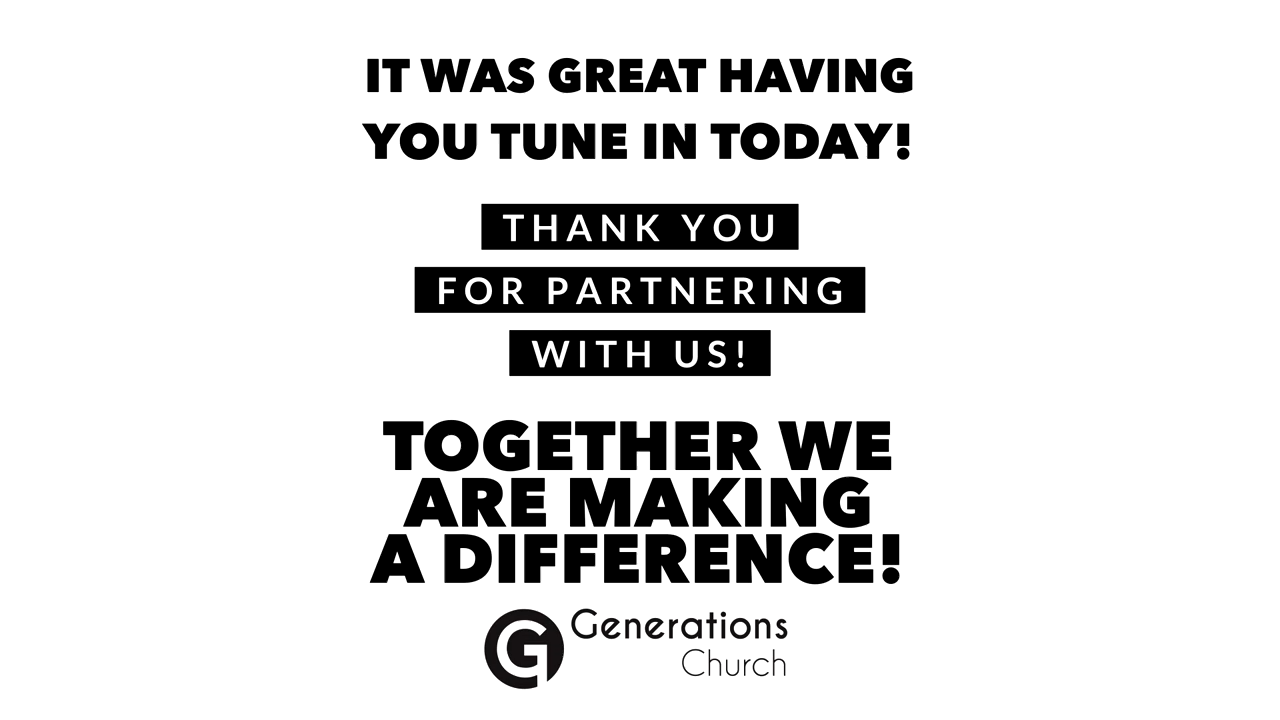 IT WAS GREAT HAVING
YOU TUNE IN TODAY!
THANK YOU
FOR PARTNERING
WITH US!
TOGETHER WE
ARE MAKING
A DIFFERENCE!
Generations
Church